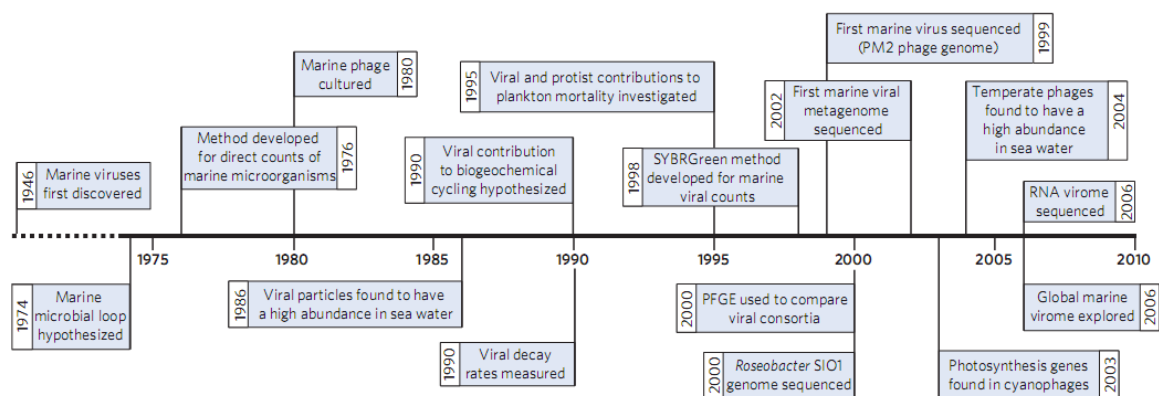 First marine virus sequenced
(PM2 phage genome)
1999
Marine phage
cultured
1980
1995
Viral and protist contributions to
plankton mortality investigated
2002
First marine viral
metagenome
sequenced
Temperate phages
found to have a
high abundance
in sea water
2004
Method developed
for direct counts of
marine microorganisms
1976
1990
Viral contribution
to biogeochemical
cycling hypothesized
1998
SYBRGreen method
developed for marine
viral counts
1946
Marine viruses
first discovered
RNA virome
sequenced
2006
1975
1980
1985
1990
1995
2000
2005
2010
1974
Marine
microbial loop
hypothesized
1986
Viral particles found to have
a high abundance in sea water
2000
PFGE used to compare
viral consortia
Global marine
virome explored
2006
1990
Viral decay
rates measured
2000
Roseobacter SIO1
genome sequenced
Photosynthesis genes
found in cyanophages
2003